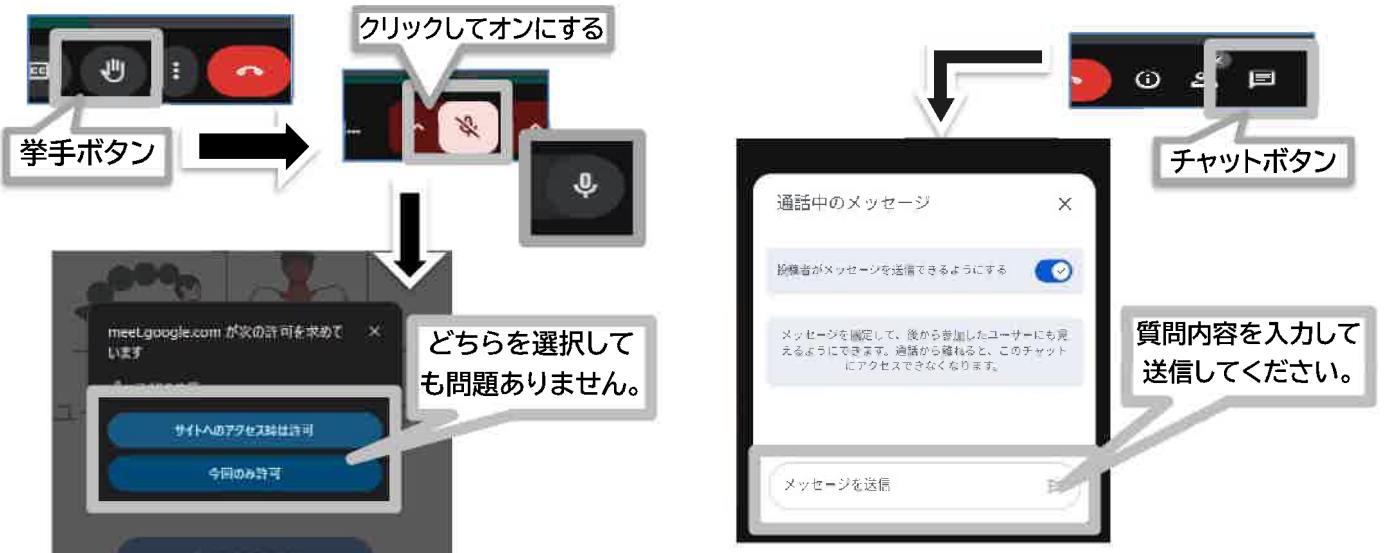 クリックしてオンにする
CC
挙手ボタン
meet.google.com が次の許可を求めて
います
サイトへのアクセス時は許可
今回のみ許可
どちらを選択して
も問題ありません。
チャットボタン
通話中のメッセージ
投稿者がメッセージを送信できるようにする
メッセージを固定して、後から参加したユーザーにも見
えるようにできます。通話から離れると、このチャット
にアクセスできなくなります。
質問内容を入力して
送信してください。
メッセージを送信